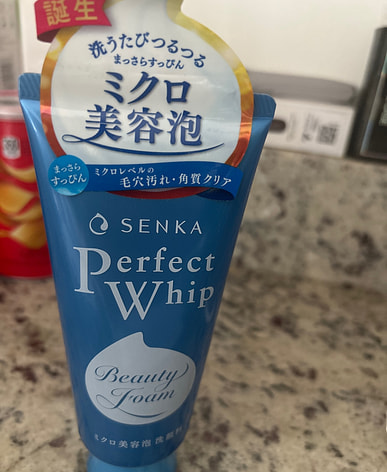 誕生
洗うたびつるつる
まっさらすっぴん
ミクロ
美容泡
まっさら
すっぴん
ミクロレベルの
毛穴汚れ・角質クリア
SENKA
Perfect
Whip
Beauty
Foam
ミクロ美容泡 洗顔料